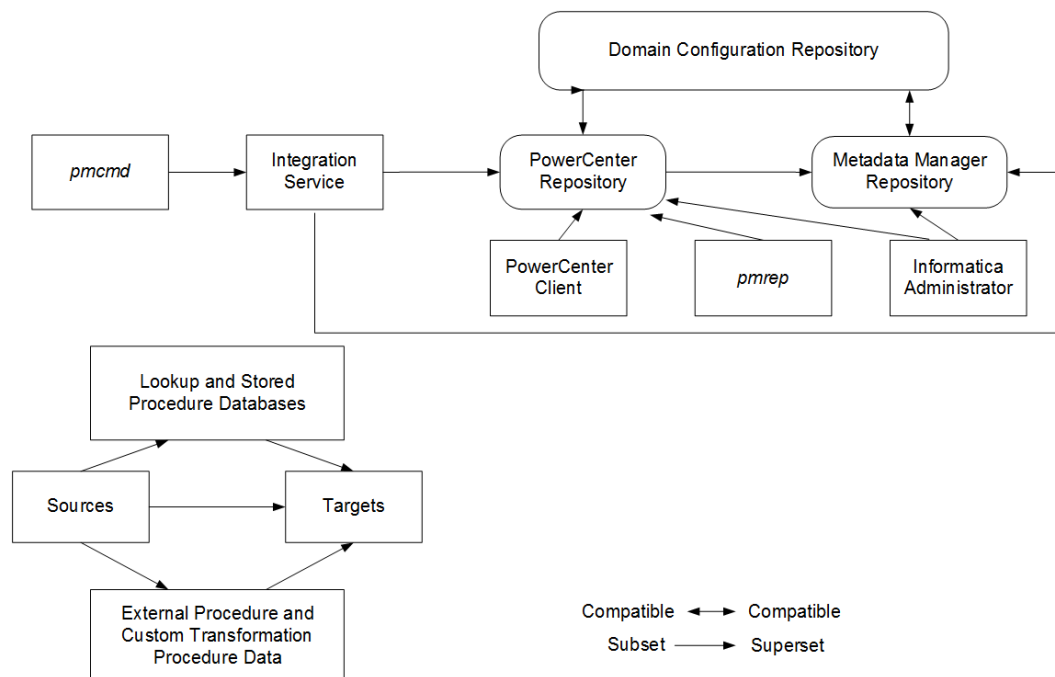 Domain Configuration Repository
pmcmd
Integration
Service
PowerCenter
Repository
Metadata Manager
Repository
PowerCenter
Client
pmrep
Informatica
Administrator
Lookup and Stored
Procedure Databases
Sources
Targets
External Procedure and
Custom Transformation
Procedure Data
Compatible Compatible
Subset Superset